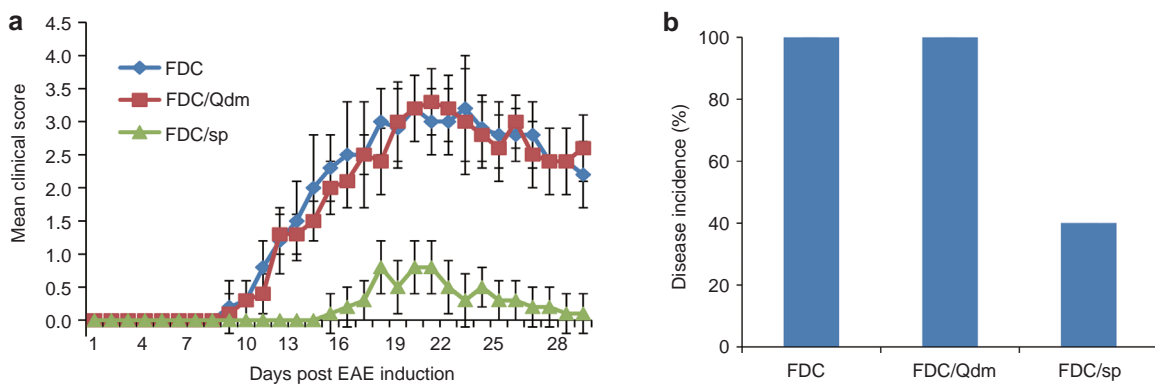 a
4.5
4.0
3.5
3.0
2.5
2.0
1.5
1.0
0.5
0.0
Mean clinical score
FDC
FDC/Qdm
FDC/sp
1 4 7 10 13 16 19 22 25 28
Days post EAE induction
b
100
80
60
40
20
0
Disease incidence (%)
FDC FDC/Qdm FDC/sp